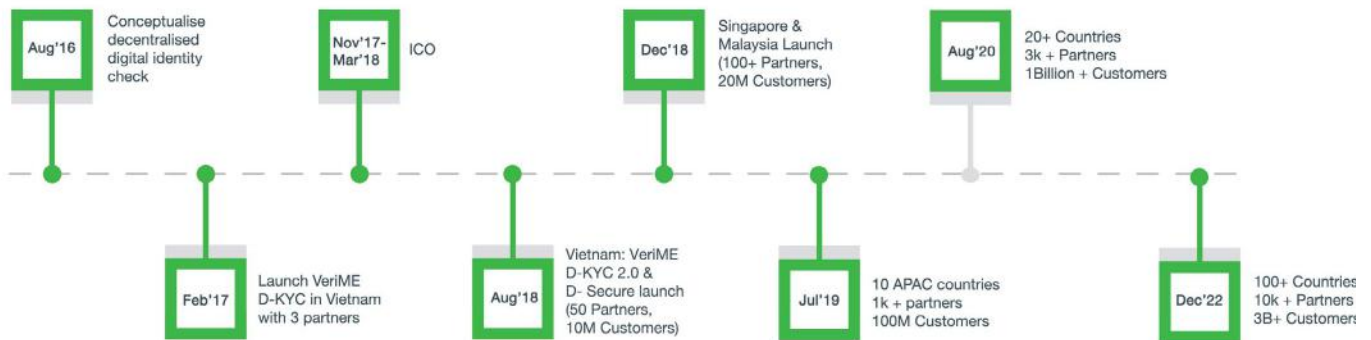 Aug'16
Conceptualise
decentralised
digital identity
check
Feb'17
Launch VeriME
D-KYC in Vietnam
with 3 partners
Nov'17-
Mar'18
ICO
Aug'18
Vietnam: VeriME
D-KYC 2.0 &
D- Secure launch
(50 Partners,
10M Customers)
Dec'18
Singapore &
Malaysia Launch
(100+ Partners,
20M Customers)
Jul'19
10 APAC countries
1k + partners
100M Customers
Aug'20
20+ Countries
3k + Partners
1Billion + Customers
Dec'22
100+ Countries
10k + Partners
3B+ Customers